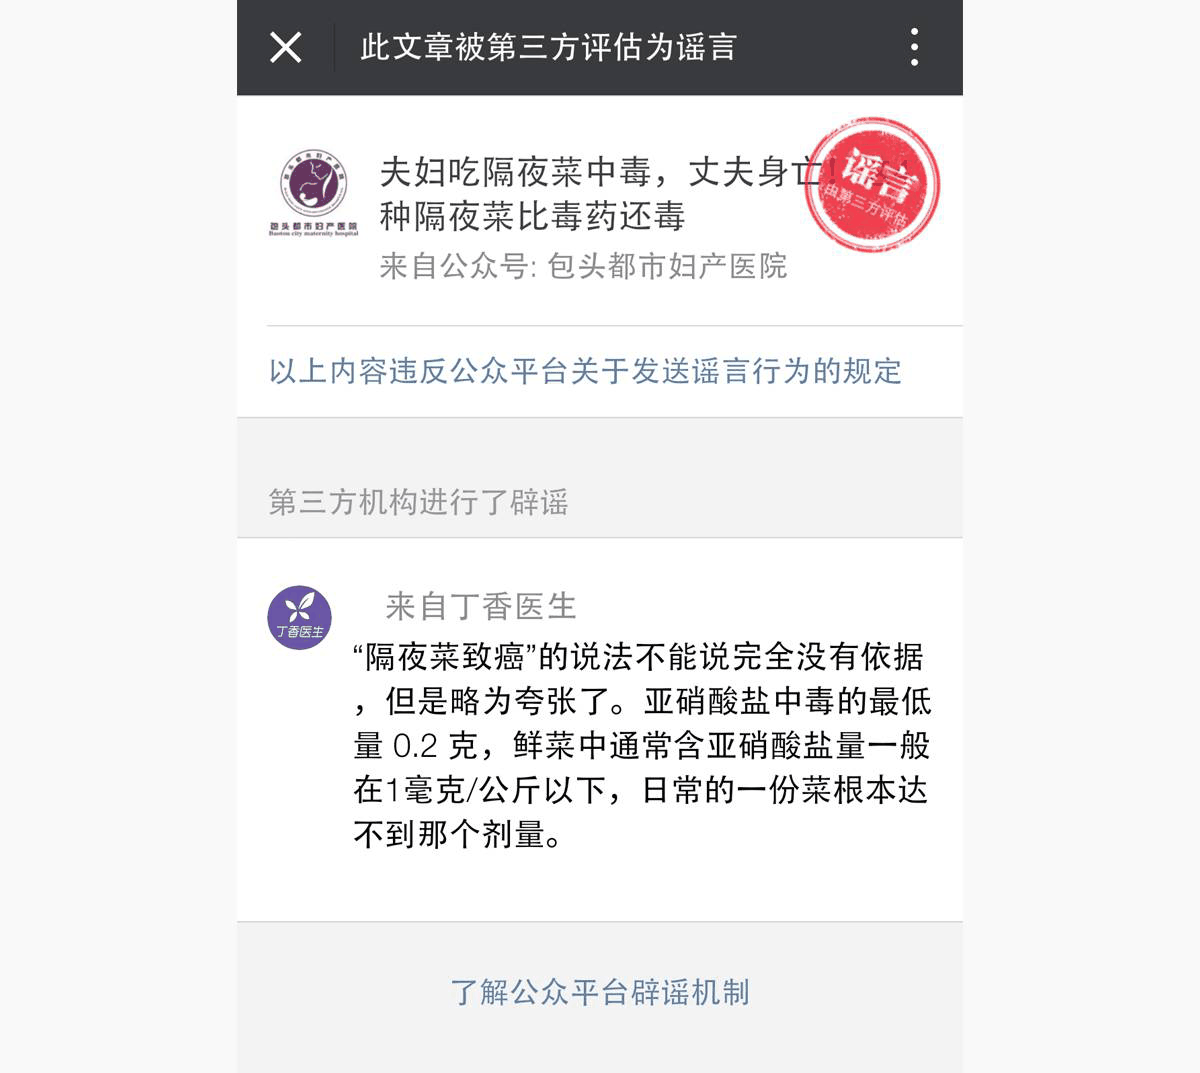 此文章被第三方评估为谣言
夫妇吃隔夜菜中毒，丈夫身亡！
种隔夜菜比毒药还毒
来自公众号: 包头都市妇产医院
谣言
由第三方评估
包头都市妇产医院
Baotou city maternity hospital
以上内容违反公众平台关于发送谣言行为的规定
第三方机构进行了辟谣
丁香医生
来自丁香医生
“隔夜菜致癌”的说法不能说完全没有依据
，但是略为夸张了。亚硝酸盐中毒的最低
量 0.2 克，鲜菜中通常含亚硝酸盐量一般
在1毫克/公斤以下，日常的一份菜根本达
不到那个剂量。
了解公众平台辟谣机制